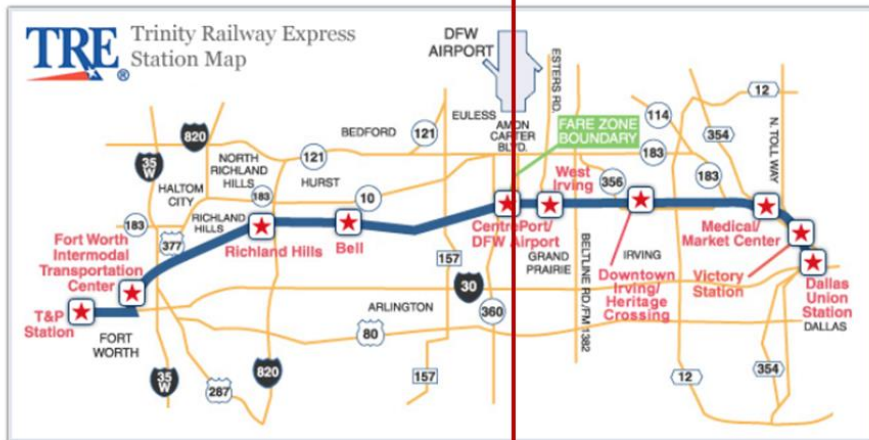 TRE®
Trinity Railway Express
Station Map
DFW
AIRPORT
ESTERS RD.
12
N. TOLL WAY
820
BEDFORD
121
EULESS
AMON
CARTER
BLVD.
FARE ZONE
BOUNDARY
114
354
35
W
NORTH
RICHLAND
HILLS
121
HURST
183
HALTOM
CITY
183
10
West
Irving
356
183
183
377
RICHLAND
HILLS
Richland Hills
Bell
CentrePort/
DFW Airport
Medical/
Market Center
Fort Worth
Intermodal
Transportation
Center
157
GRAND
PRAIRIE
BELTLINE RD./FM 1382
IRVING
Downtown
Irving/
Heritage
Crossing
Victory
Station
Dallas
Union
Station
DALLAS
T&P
Station
FORT
WORTH
30
ARLINGTON
360
80
35
W
287
820
157
12
354